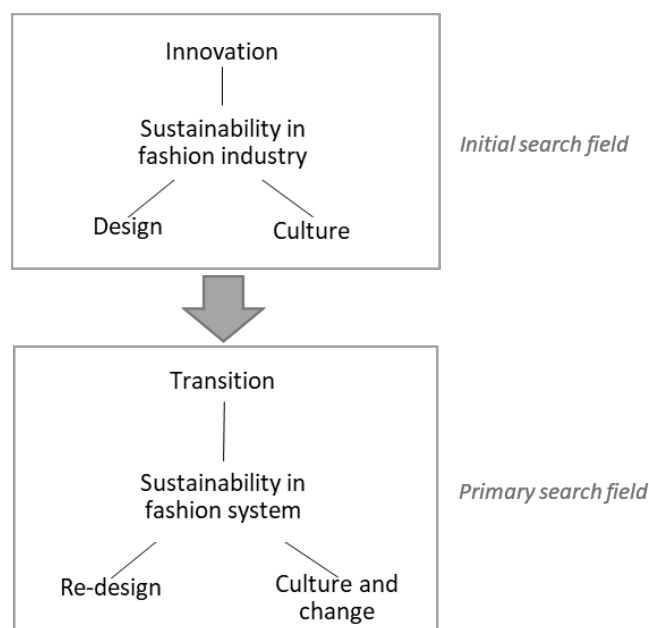 Innovation
Sustainability in
fashion industry
Initial search field
Design
Culture
Transition
Sustainability in
fashion system
Primary search field
Re-design
Culture and
change